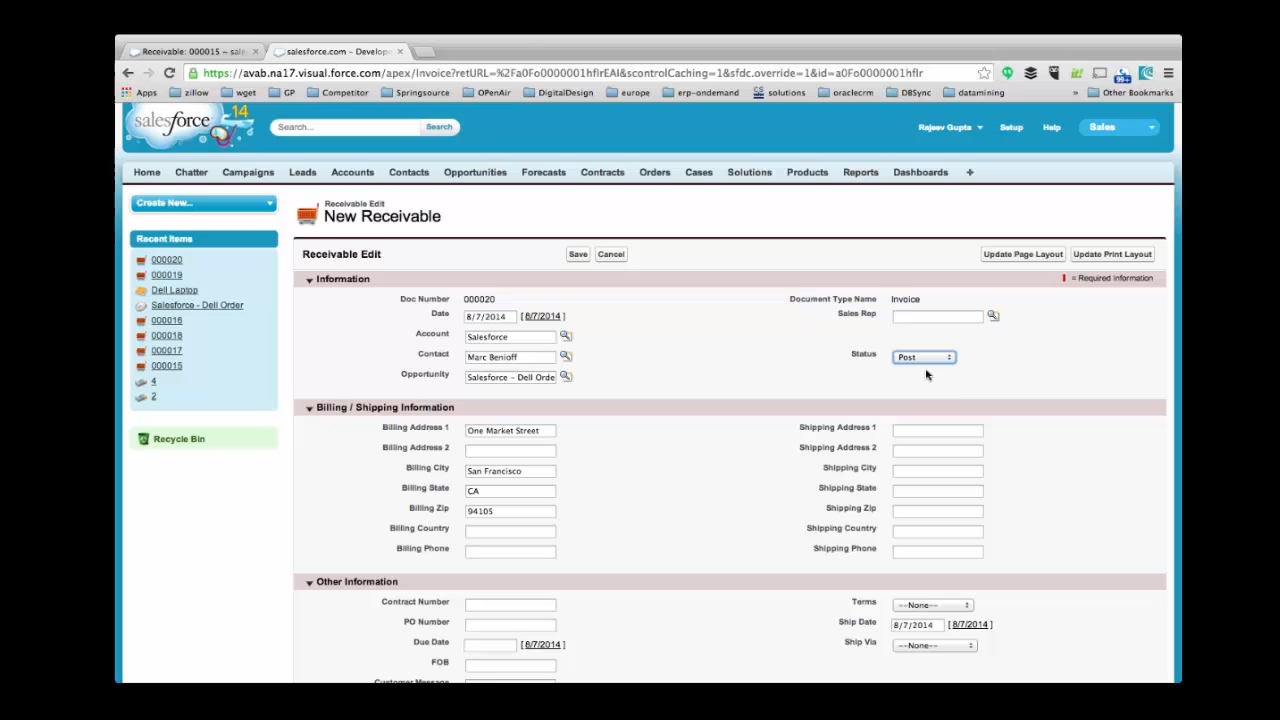 Receivable: 000015 ~ sale
salesforce.com - Develop
https://avab.na17.visual.force.com/apex/Invoice?retURL=%2Fa0Fo0000001hfIrEAI&scontrolCaching=1&sfdc.override=1&id=a0Fo0000001hfIr
Apps zillow wget GP Competitor Springsource OPenAir DigitalDesign europe erp-ondemand solutions oraclecrm DBSync datamining » Other Bookmarks
salesforce 14 Search... Search Rajeev Gupta Setup Help Sales
Home Chatter Campaigns Leads Accounts Contacts Opportunities Forecasts Contracts Orders Cases Solutions Products Reports Dashboards +
Create New...
Recent Items
000020
000019
Dell Laptop
Salesforce - Dell Order
000016
000018
000017
000015
4
2
Recycle Bin
Receivable Edit
New Receivable
Receivable Edit Save Cancel Update Page Layout Update Print Layout
Information = Required Information
Doc Number 000020 Document Type Name Invoice
Date 8/7/2014 [ 8/7/2014 ] Sales Rep
Account Salesforce
Contact Marc Benioff Status Post
Opportunity Salesforce - Dell Orde
Billing / Shipping Information
Billing Address 1 One Market Street Shipping Address 1
Billing Address 2 Shipping Address 2
Billing City San Francisco Shipping City
Billing State CA Shipping State
Billing Zip 94105 Shipping Zip
Billing Country Shipping Country
Billing Phone Shipping Phone
Other Information
Contract Number Terms --None--
PO Number Ship Date 8/7/2014 [ 8/7/2014 ]
Due Date [ 8/7/2014 ] Ship Via --None--
FOB
Customer Message